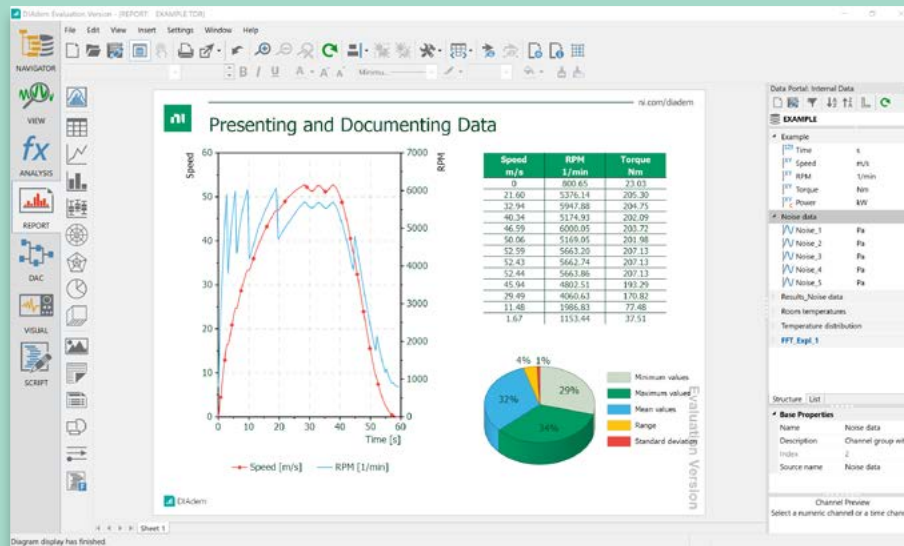 DIAdem Evaluation Version - [REPORT: EXAMPLE.TDR]
File Edit View Insert Settings Window Help
NAVIGATOR
VIEW
ANALYSIS
REPORT
DAC
VISUAL
SCRIPT
ni.com/diadem
Presenting and Documenting Data
Speed
RPM
60
50
40
30
20
10
0
7000
6000
5000
4000
3000
2000
1000
0
0 10 20 30 40 50 60
Time [s]
Speed [m/s] RPM [1/min]
Speed RPM Torque
m/s 1/min Nm
0 800.65 23.03
21.60 5376.14 205.30
32.94 5947.88 204.75
40.34 5174.93 202.09
46.59 6000.05 203.72
50.06 5169.05 201.98
52.59 5663.20 207.13
52.43 5662.74 207.13
52.44 5663.86 207.13
45.94 4802.51 193.29
29.49 4060.63 170.82
11.48 1986.83 77.48
1.67 1153.44 37.51
4% 1%
29%
32%
34%
Minimum values
Maximum values
Mean values
Range
Standard deviation
Evaluation Version
DIAdem
Sheet 1
Diagram display has finished.
Data Portal: Internal Data
EXAMPLE
Example
Time s
Speed m/s
RPM 1/min
Torque Nm
Power kW
Noise data
Noise_1 Pa
Noise_2 Pa
Noise_3 Pa
Noise_4 Pa
Noise_5 Pa
Results_Noise data
Room temperatures
Temperature distribution
FFT_Expl_1
Structure List
Base Properties
Name Noise data
Description Channel group wit
Index 2
Source name Noise data
Channel Preview
Select a numeric channel or a time chann